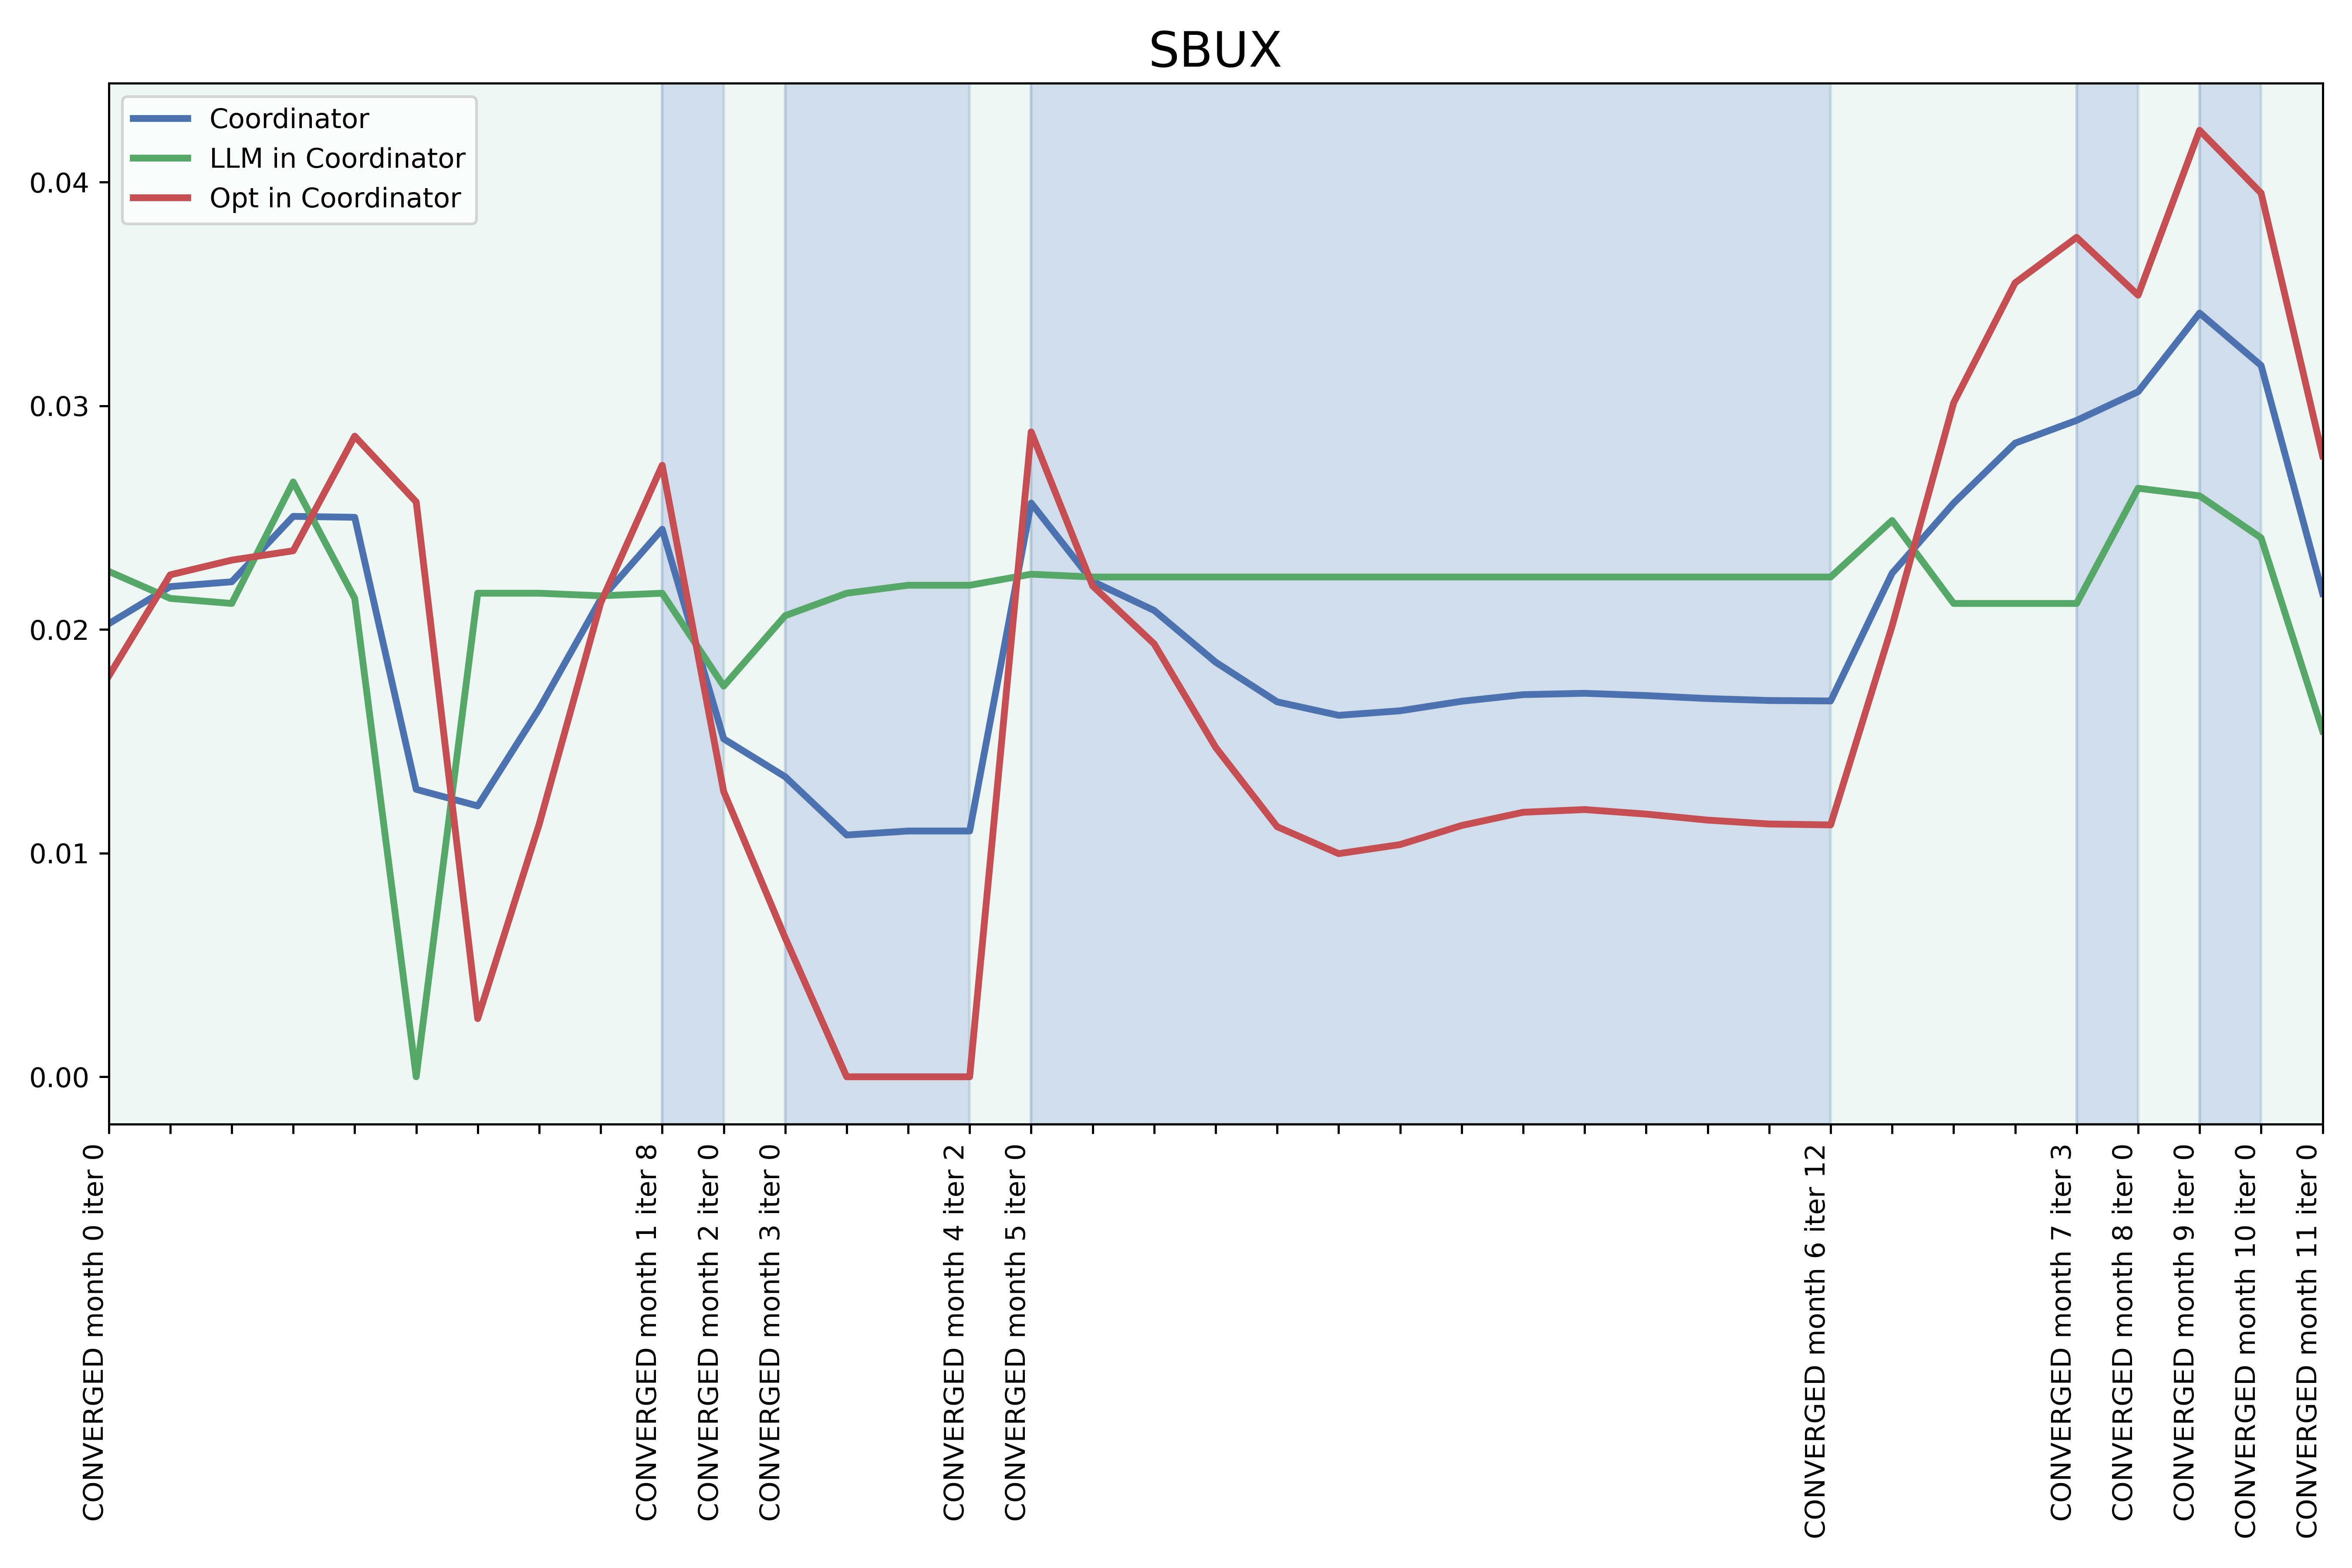 SBUX
Coordinator
LLM in Coordinator
Opt in Coordinator
0.04
0.03
0.02
0.01
0.00
CONVERGED month 0 iter 0
CONVERGED month 1 iter 8
CONVERGED month 2 iter 0
CONVERGED month 3 iter 0
CONVERGED month 4 iter 2
CONVERGED month 5 iter 0
CONVERGED month 6 iter 12
CONVERGED month 7 iter 3
CONVERGED month 8 iter 0
CONVERGED month 9 iter 0
CONVERGED month 10 iter 0
CONVERGED month 11 iter 0